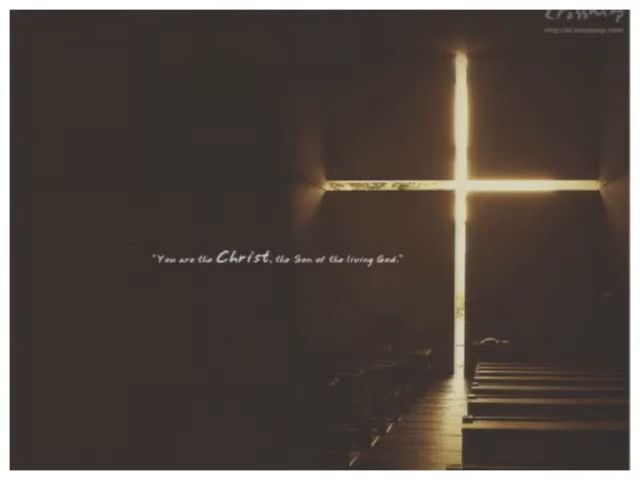 Crossmap
"You are the Christ, the Son of the living God."